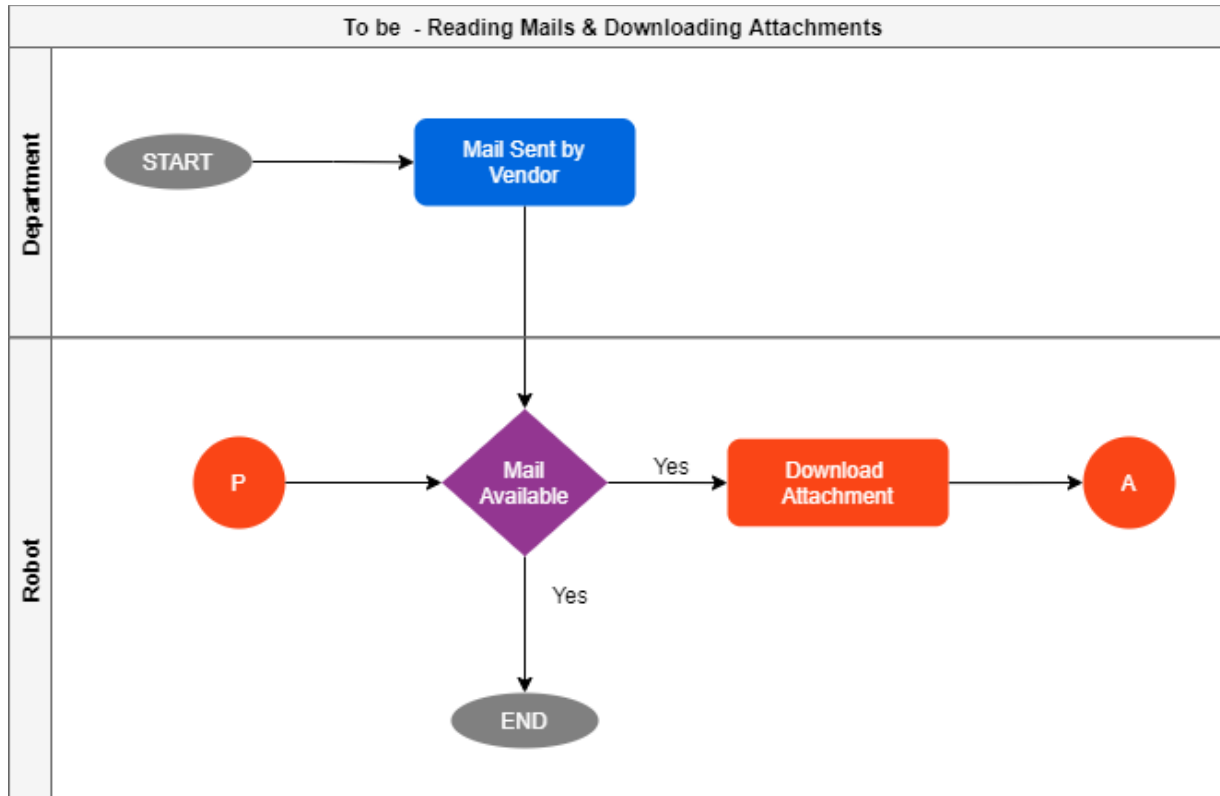 To be  - Reading Mails & Downloading Attachments
Department
START
Mail Sent by
Vendor
Robot
P
Mail
Available
Yes
Download
Attachment
A
Yes
END